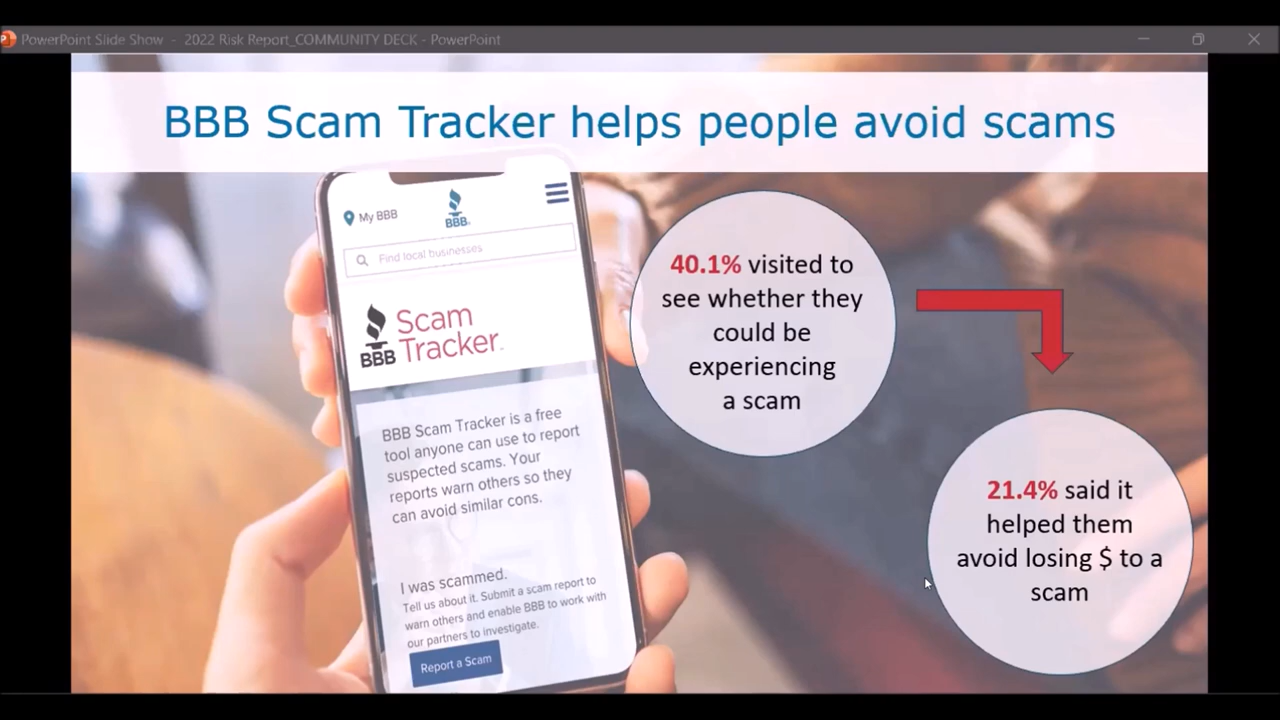 PowerPoint Slide Show - 2022 Risk Report_COMMUNITY DECK - PowerPoint
BBB Scam Tracker helps people avoid scams
My BBB
BBB
Find local businesses
BBB
Scam
Tracker
BBB Scam Tracker is a free
tool anyone can use to report
suspected scams. Your
reports warn others so they
can avoid similar cons.
I was scammed.
Tell us about it. Submit a scam report to
warn others and enable BBB to work with
our partners to investigate.
Report a Scam
40.1% visited to
see whether they
could be
experiencing
a scam
21.4% said it
helped them
avoid losing $ to a
scam